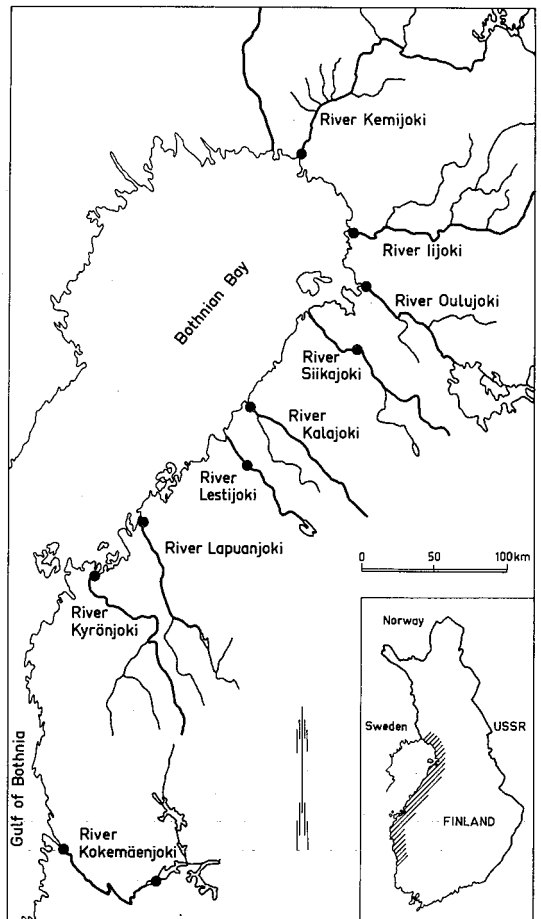 River Kemijoki
River Iijoki
River Oulujoki
Bothnian Bay
River
Siikajoki
River
Kalajoki
River
Lestijoki
River Lapuanjoki
0 50 100km
River
Kyrönjoki
Norway
Sweden
USSR
FINLAND
Gulf of Bothnia
River
Kokemäenjoki